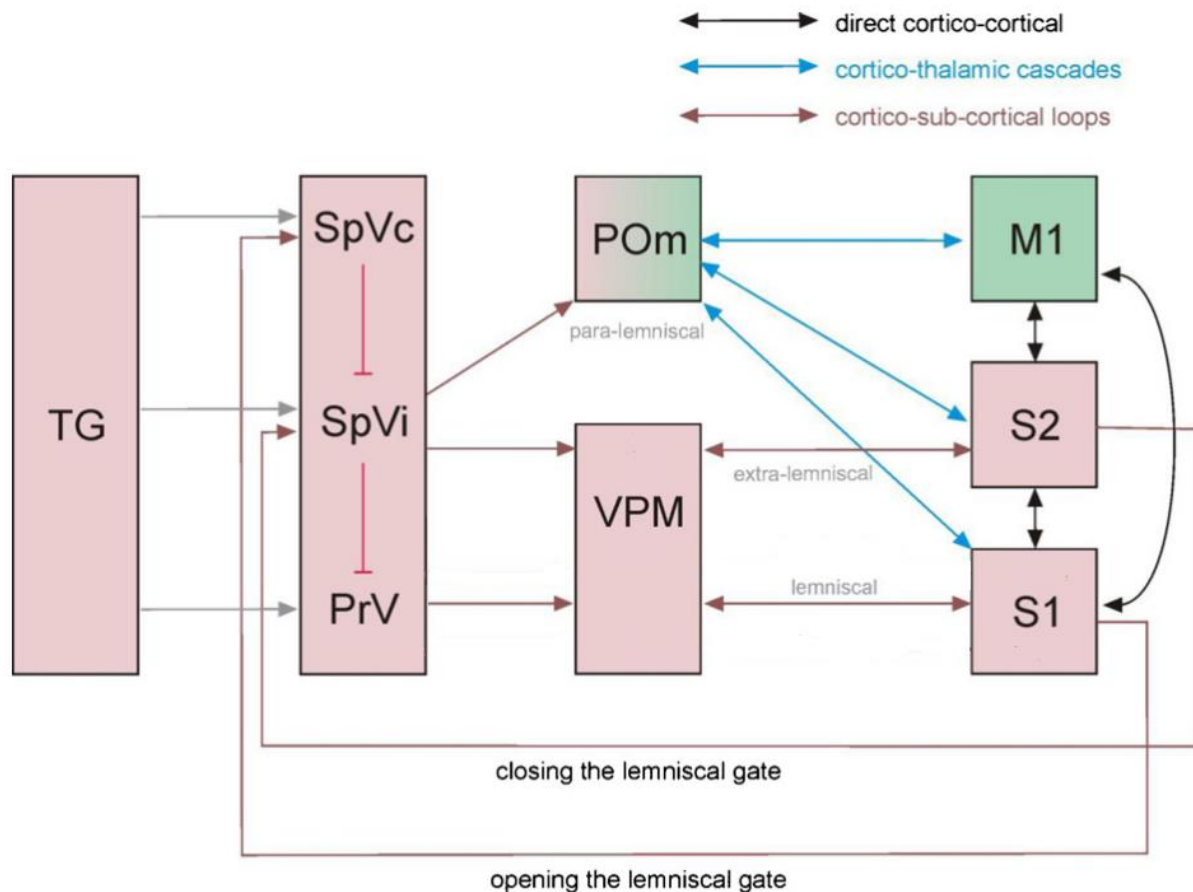 direct cortico-cortical
cortico-thalamic cascades
cortico-sub-cortical loops
TG
SpVc
SpVi
PrV
POm
para-lemniscal
VPM
extra-lemniscal
lemniscal
M1
S2
S1
closing the lemniscal gate
opening the lemniscal gate